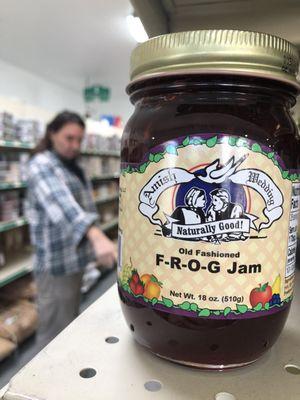 Amish Wedding
Naturally Good!
Old Fashioned
F-R-O-G Jam
Net Wt. 18 oz. (510g)